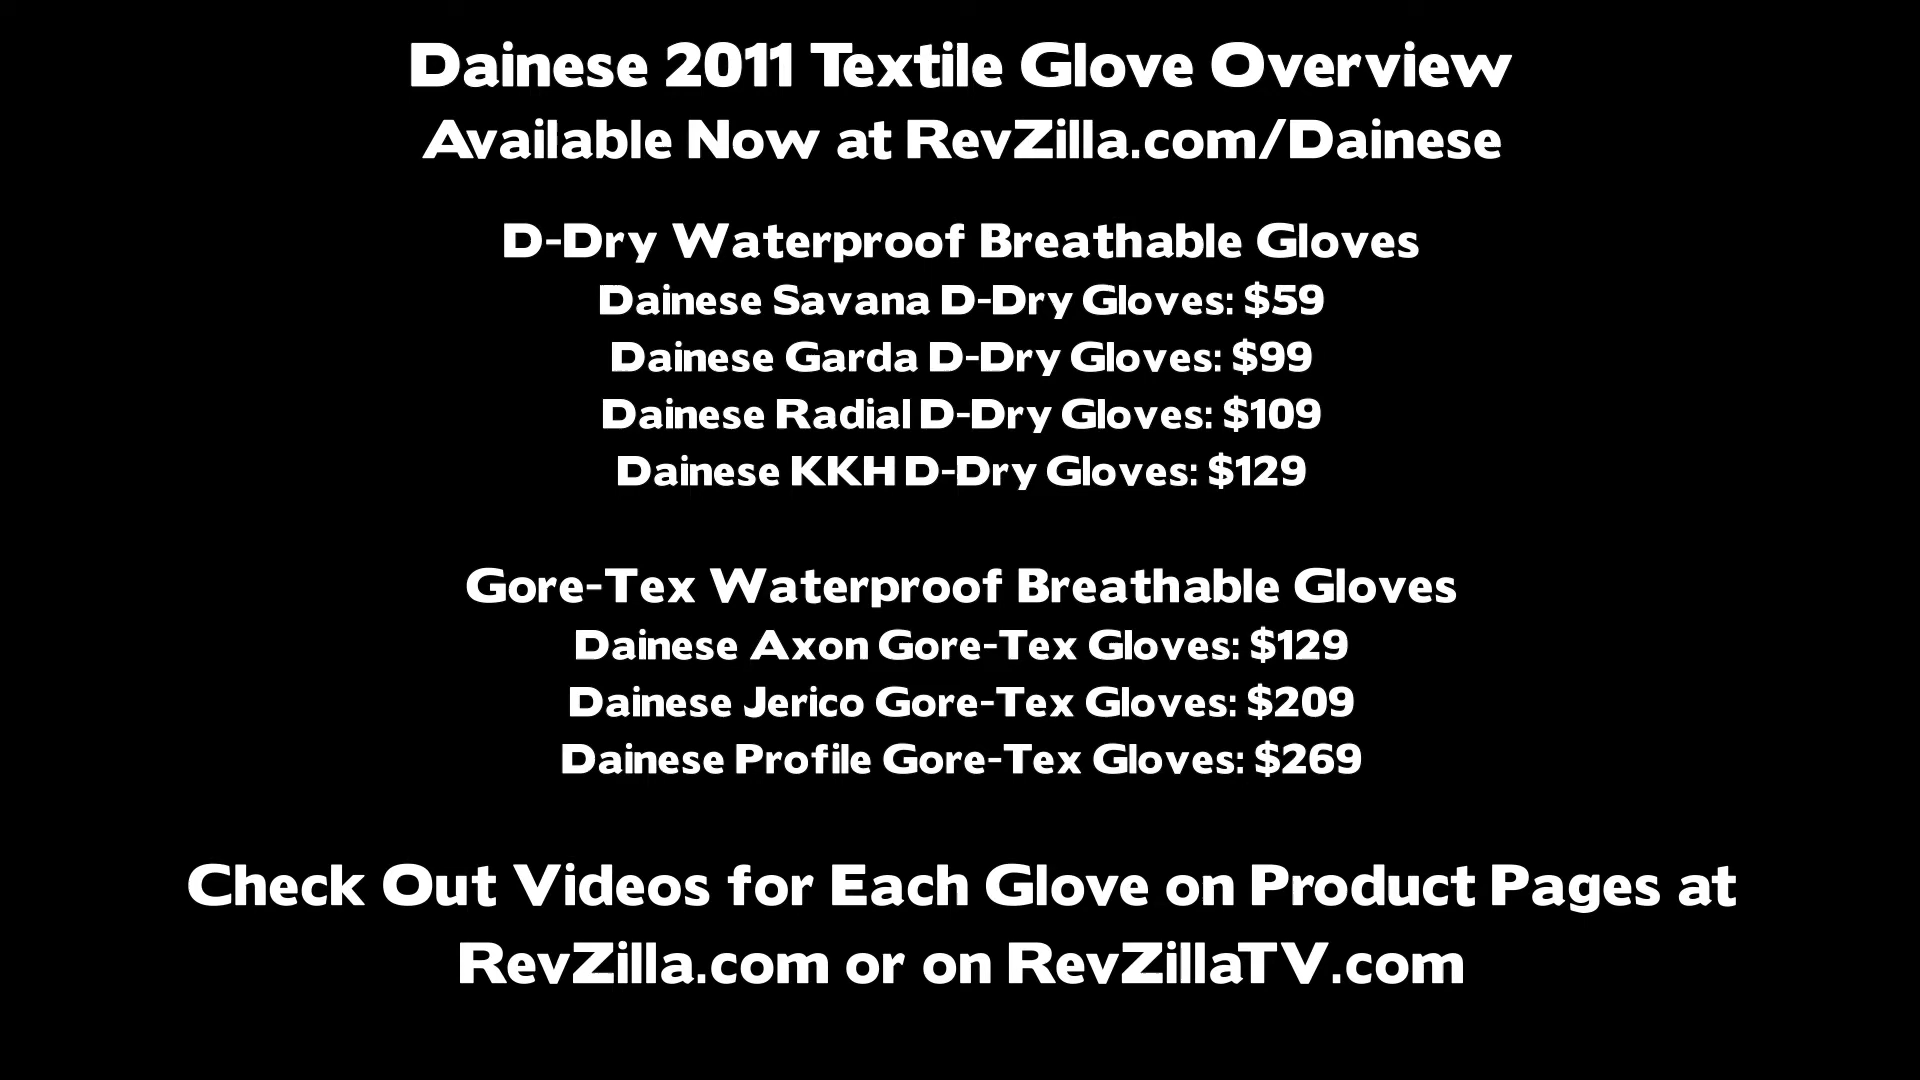 Dainese 2011 Textile Glove Overview
Available Now at RevZilla.com/Dainese
D-Dry Waterproof Breathable Gloves
Dainese Savana D-Dry Gloves: $59
Dainese Garda D-Dry Gloves: $99
Dainese Radial D-Dry Gloves: $109
Dainese KKH D-Dry Gloves: $129
Gore-Tex Waterproof Breathable Gloves
Dainese Axon Gore-Tex Gloves: $129
Dainese Jerico Gore-Tex Gloves: $209
Dainese Profile Gore-Tex Gloves: $269
Check Out Videos for Each Glove on Product Pages at
RevZilla.com or on RevZillaTV.com